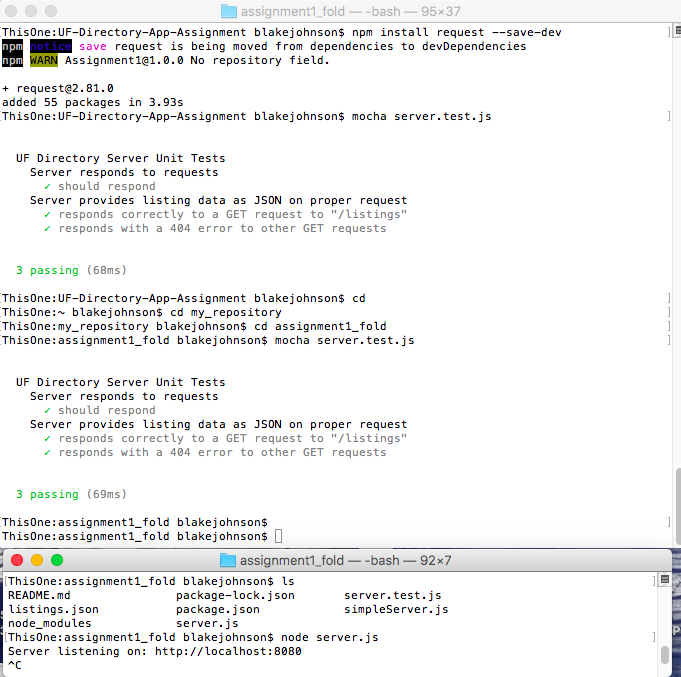 assignment1_fold — -bash — 95×37
[ThisOne:UF-Directory-App-Assignment blakejohnson$ npm install request --save-dev ]
npm notice save request is being moved from dependencies to devDependencies
npm WARN Assignment1@1.0.0 No repository field.
+ request@2.81.0
added 55 packages in 3.93s
[ThisOne:UF-Directory-App-Assignment blakejohnson$ mocha server.test.js ]
UF Directory Server Unit Tests
Server responds to requests
✓ should respond
Server provides listing data as JSON on proper request
✓ responds correctly to a GET request to "/listings"
✓ responds with a 404 error to other GET requests
3 passing (68ms)
[ThisOne:UF-Directory-App-Assignment blakejohnson$ cd ]
[ThisOne:~ blakejohnson$ cd my_repository ]
[ThisOne:my_repository blakejohnson$ cd assignment1_fold ]
[ThisOne:assignment1_fold blakejohnson$ mocha server.test.js ]
UF Directory Server Unit Tests
Server responds to requests
✓ should respond
Server provides listing data as JSON on proper request
✓ responds correctly to a GET request to "/listings"
✓ responds with a 404 error to other GET requests
3 passing (69ms)
[ThisOne:assignment1_fold blakejohnson$ ]
ThisOne:assignment1_fold blakejohnson$
assignment1_fold — -bash — 92×7
[ThisOne:assignment1_fold blakejohnson$ ls ]
README.md package-lock.json server.test.js
listings.json package.json simpleServer.js
node_modules server.js
[ThisOne:assignment1_fold blakejohnson$ node server.js ]
Server listening on: http://localhost:8080
^C